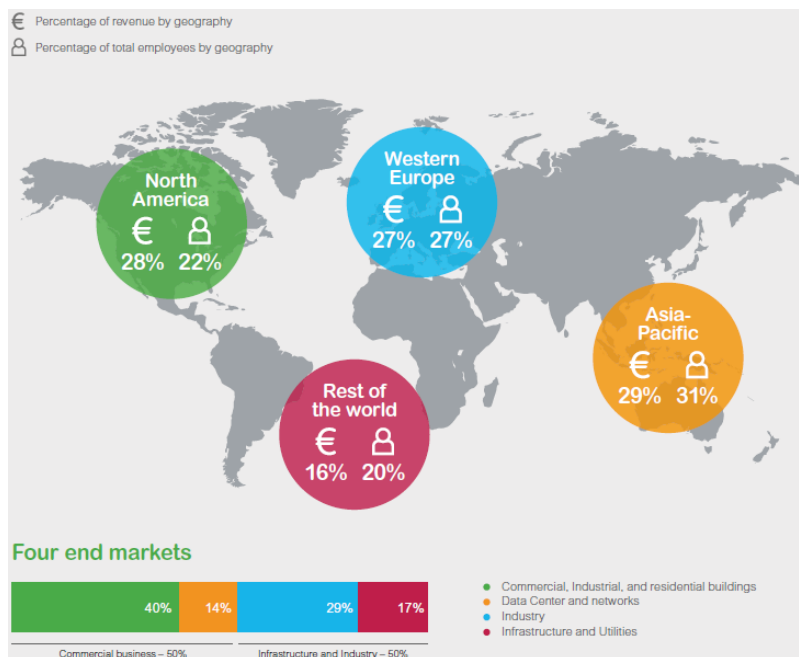 € Percentage of revenue by geography
Percentage of total employees by geography
North
America
€
28% 22%
Western
Europe
€
27% 27%
Asia-
Pacific
€
29% 31%
Rest of
the world
€
16% 20%
Four end markets
40% 14% 29% 17%
Commercial business – 50% Infrastructure and Industry – 50%
Commercial, Industrial, and residential buildings
Data Center and networks
Industry
Infrastructure and Utilities